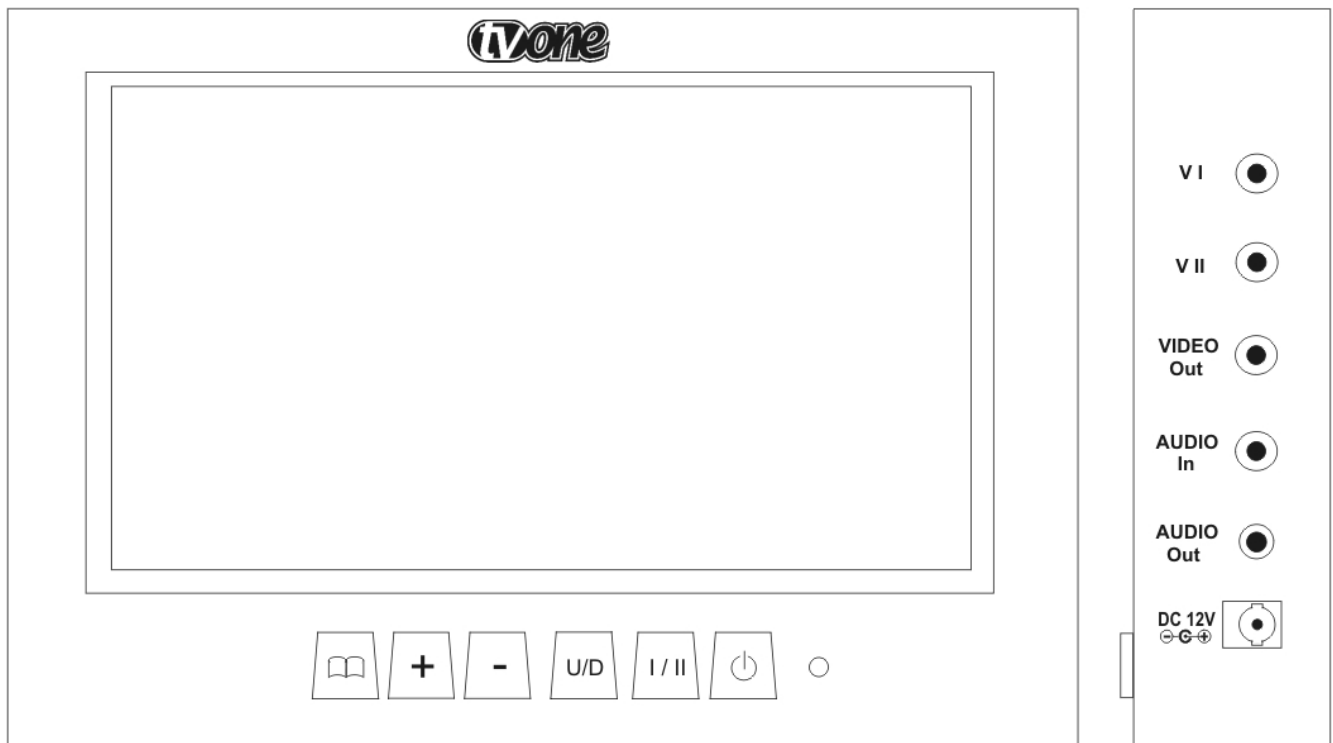 tvone
V I
V II
VIDEO
Out
AUDIO
In
AUDIO
Out
DC 12V
+ - U/D I / II